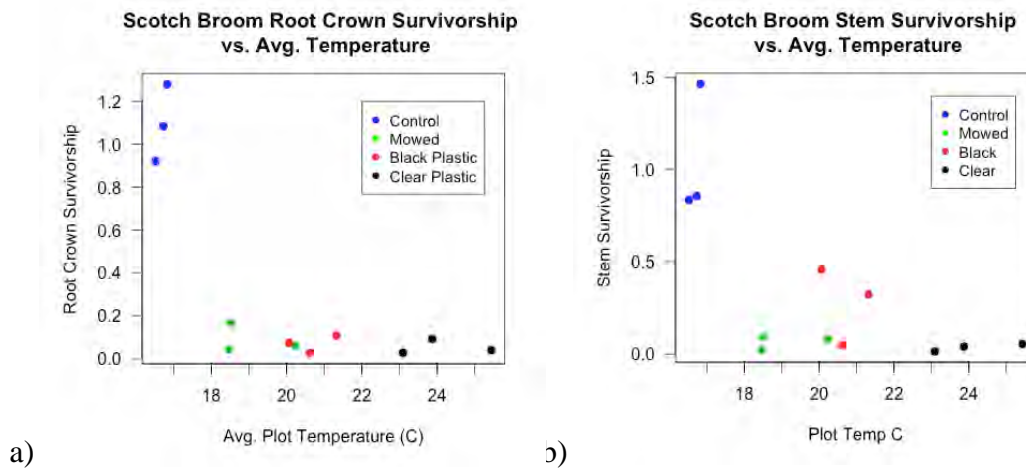 Scotch Broom Root Crown Survivorship
vs. Avg. Temperature
Root Crown Survivorship
1.2
1.0
0.8
0.6
0.4
0.2
0.0
Control
Mowed
Black Plastic
Clear Plastic
18
20
22
24
Avg. Plot Temperature (C)
a)
Scotch Broom Stem Survivorship
vs. Avg. Temperature
Stem Survivorship
1.5
1.0
0.5
0.0
Control
Mowed
Black
Clear
18
20
22
24
Plot Temp C
b)